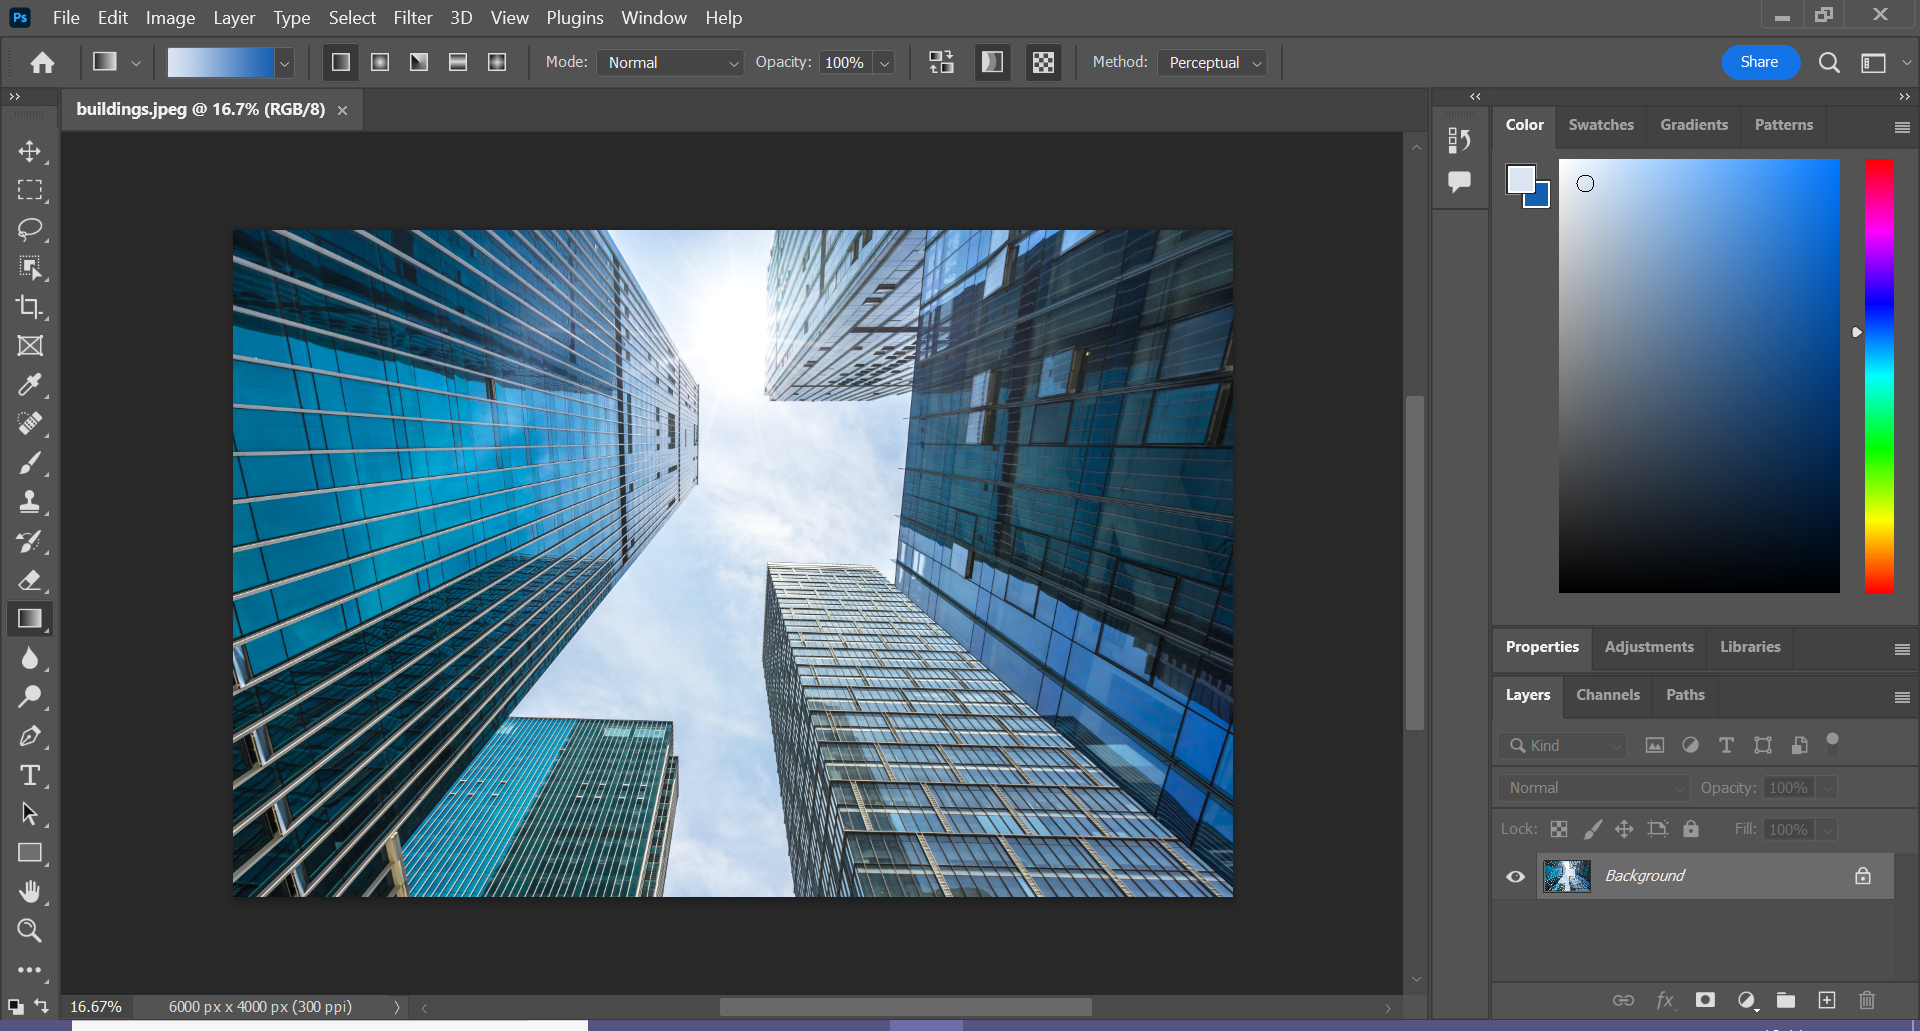 Ps File Edit Image Layer Type Select Filter 3D View Plugins Window Help
Mode: Normal Opacity: 100% Method: Perceptual Share
buildings.jpeg @ 16.7% (RGB/8)
Color Swatches Gradients Patterns
Properties Adjustments Libraries
Layers Channels Paths
Kind
Normal Opacity: 100%
Lock: Fill: 100%
Background
fx
16.67% 6000 px x 4000 px (300 ppi)